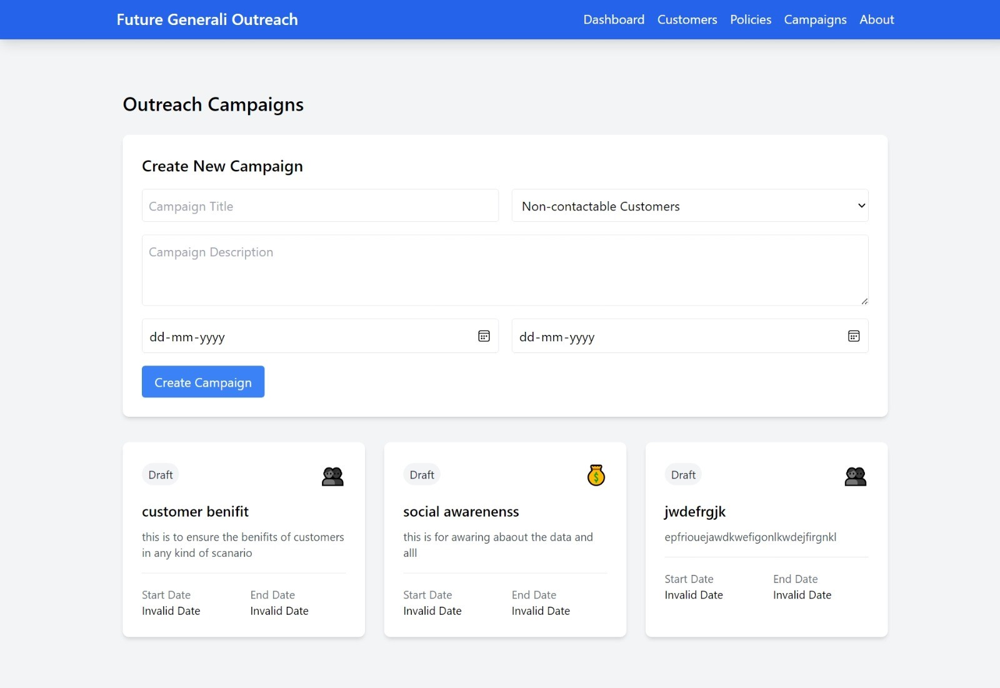 Future Generali Outreach
Dashboard Customers Policies Campaigns About
Outreach Campaigns
Create New Campaign
Campaign Title
Non-contactable Customers
Campaign Description
dd-mm-yyyy
dd-mm-yyyy
Create Campaign
Draft
customer benifit
this is to ensure the benifits of customers
in any kind of scanario
Start Date
End Date
Invalid Date
Invalid Date
Draft
social awarenenss
this is for awaring abaout the data and
alll
Start Date
End Date
Invalid Date
Invalid Date
Draft
jwdefrgjk
epfriouejawdkwefigonlkwdejfirgnkl
Start Date
End Date
Invalid Date
Invalid Date